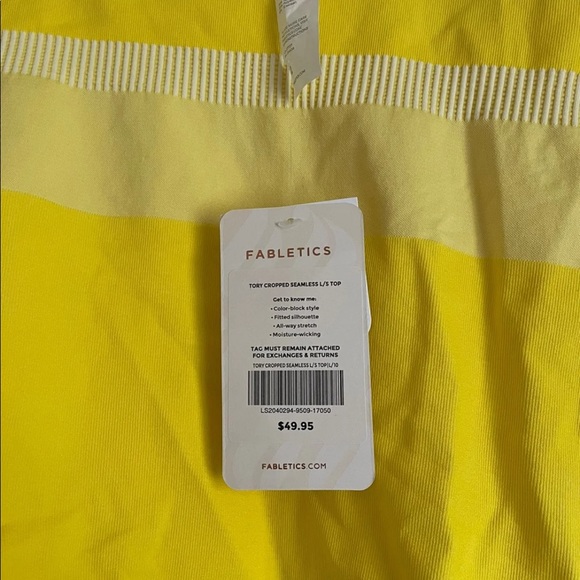 FABLETICS
TORY CROPPED SEAMLESS L/S TOP
Get to know me:
• Color-block style
• Fitted silhouette
• All-way stretch
• Moisture-wicking
TAG MUST REMAIN ATTACHED
FOR EXCHANGES & RETURNS
TORY CROPPED SEAMLESS L/S TOP|L/10
LS2040294-9509-17050
$49.95
FABLETICS.COM